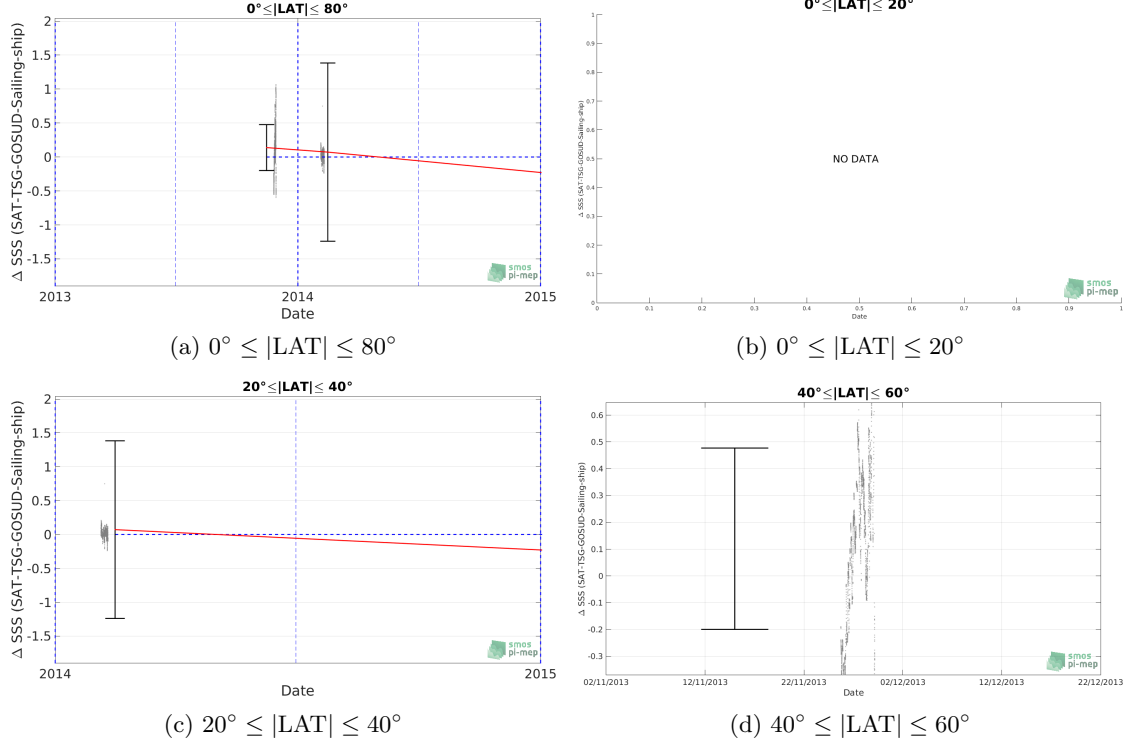 0°≤|LAT|≤ 80°
Δ SSS (SAT-TSG-GOSUD-Sailing-ship)
2
1.5
1
0.5
0
-0.5
-1
-1.5
2013
2014
2015
Date
smos
pi-mep
(a) 0° ≤ |LAT| ≤ 80°
0°≤|LAT|≤ 20°
Δ SSS (SAT-TSG-GOSUD-Sailing-ship)
1
0.9
0.8
0.7
0.6
0.5
0.4
0.3
0.2
0.1
0
NO DATA
0
0.1
0.2
0.3
0.4
0.5
0.6
0.7
0.8
0.9
1
Date
smos
pi-mep
(b) 0° ≤ |LAT| ≤ 20°
20°≤|LAT|≤ 40°
Δ SSS (SAT-TSG-GOSUD-Sailing-ship)
2
1.5
1
0.5
0
-0.5
-1
-1.5
2014
2015
Date
smos
pi-mep
(c) 20° ≤ |LAT| ≤ 40°
40°≤|LAT|≤ 60°
Δ SSS (SAT-TSG-GOSUD-Sailing-ship)
0.6
0.5
0.4
0.3
0.2
0.1
0
-0.1
-0.2
-0.3
02/11/2013
12/11/2013
22/11/2013
02/12/2013
12/12/2013
22/12/2013
Date
smos
pi-mep
(d) 40° ≤ |LAT| ≤ 60°